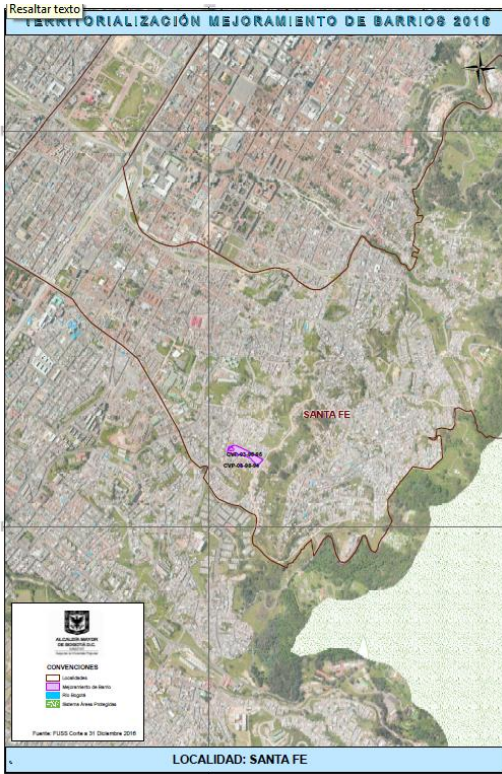 Resaltar texto
TERRITORIALIZACIÓN MEJORAMIENTO DE BARRIOS 2016
SANTA FE
ALCALDÍA MAYOR
DE BOGOTÁ D.C.
CONVENCIONES
Localidades
Mejoramiento de Barrio
Río Bogotá
Sistema Áreas Protegidas
Fuente: FUSS Corte a 31 Diciembre 2016
LOCALIDAD: SANTA FE